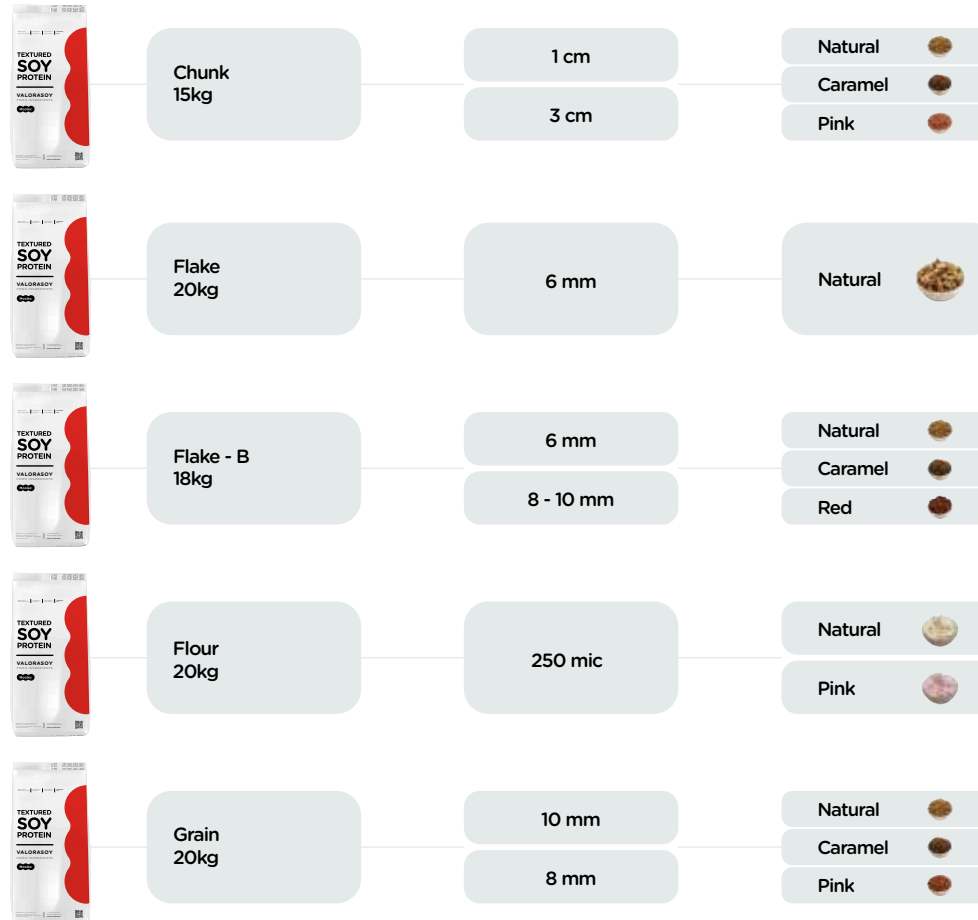 TEXTURED
SOY
PROTEIN
VALORASOY
Chunk
15kg
1 cm
3 cm
Natural
Caramel
Pink
TEXTURED
SOY
PROTEIN
VALORASOY
Flake
20kg
6 mm
Natural
TEXTURED
SOY
PROTEIN
VALORASOY
Flake - B
18kg
6 mm
8 - 10 mm
Natural
Caramel
Red
TEXTURED
SOY
PROTEIN
VALORASOY
Flour
20kg
250 mic
Natural
Pink
TEXTURED
SOY
PROTEIN
VALORASOY
Grain
20kg
10 mm
8 mm
Natural
Caramel
Pink